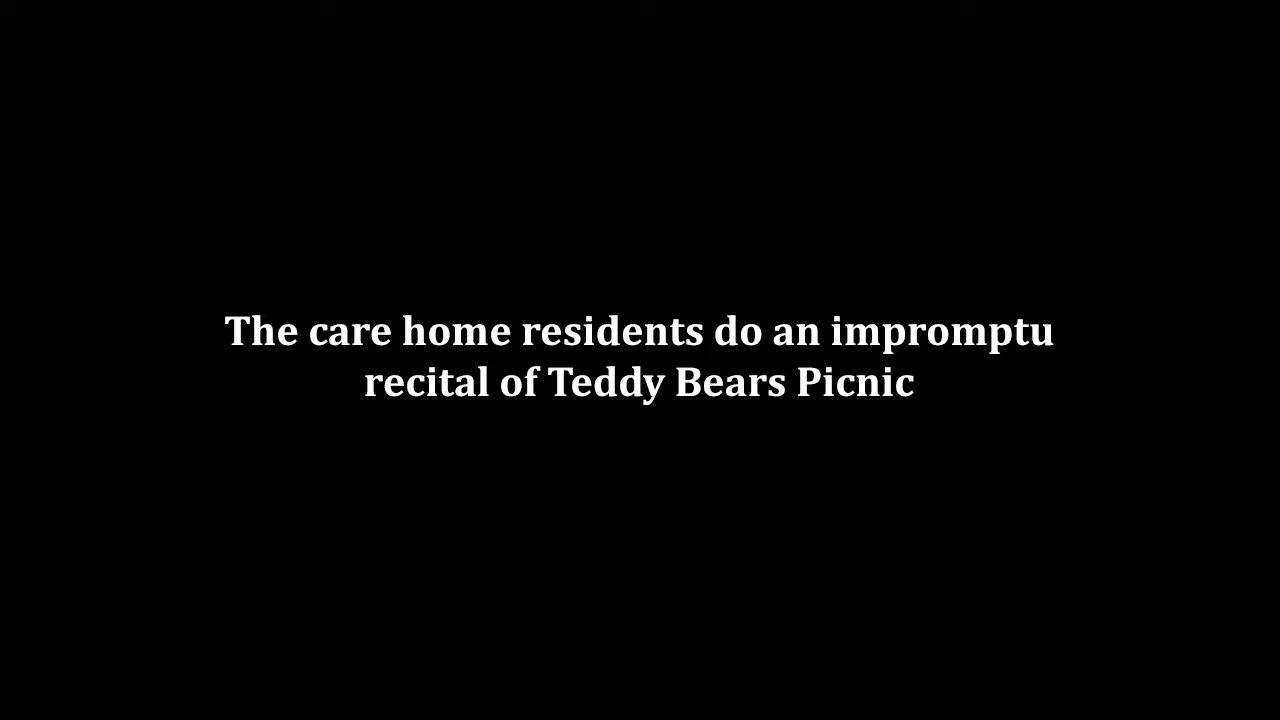 The care home residents do an impromptu
recital of Teddy Bears Picnic